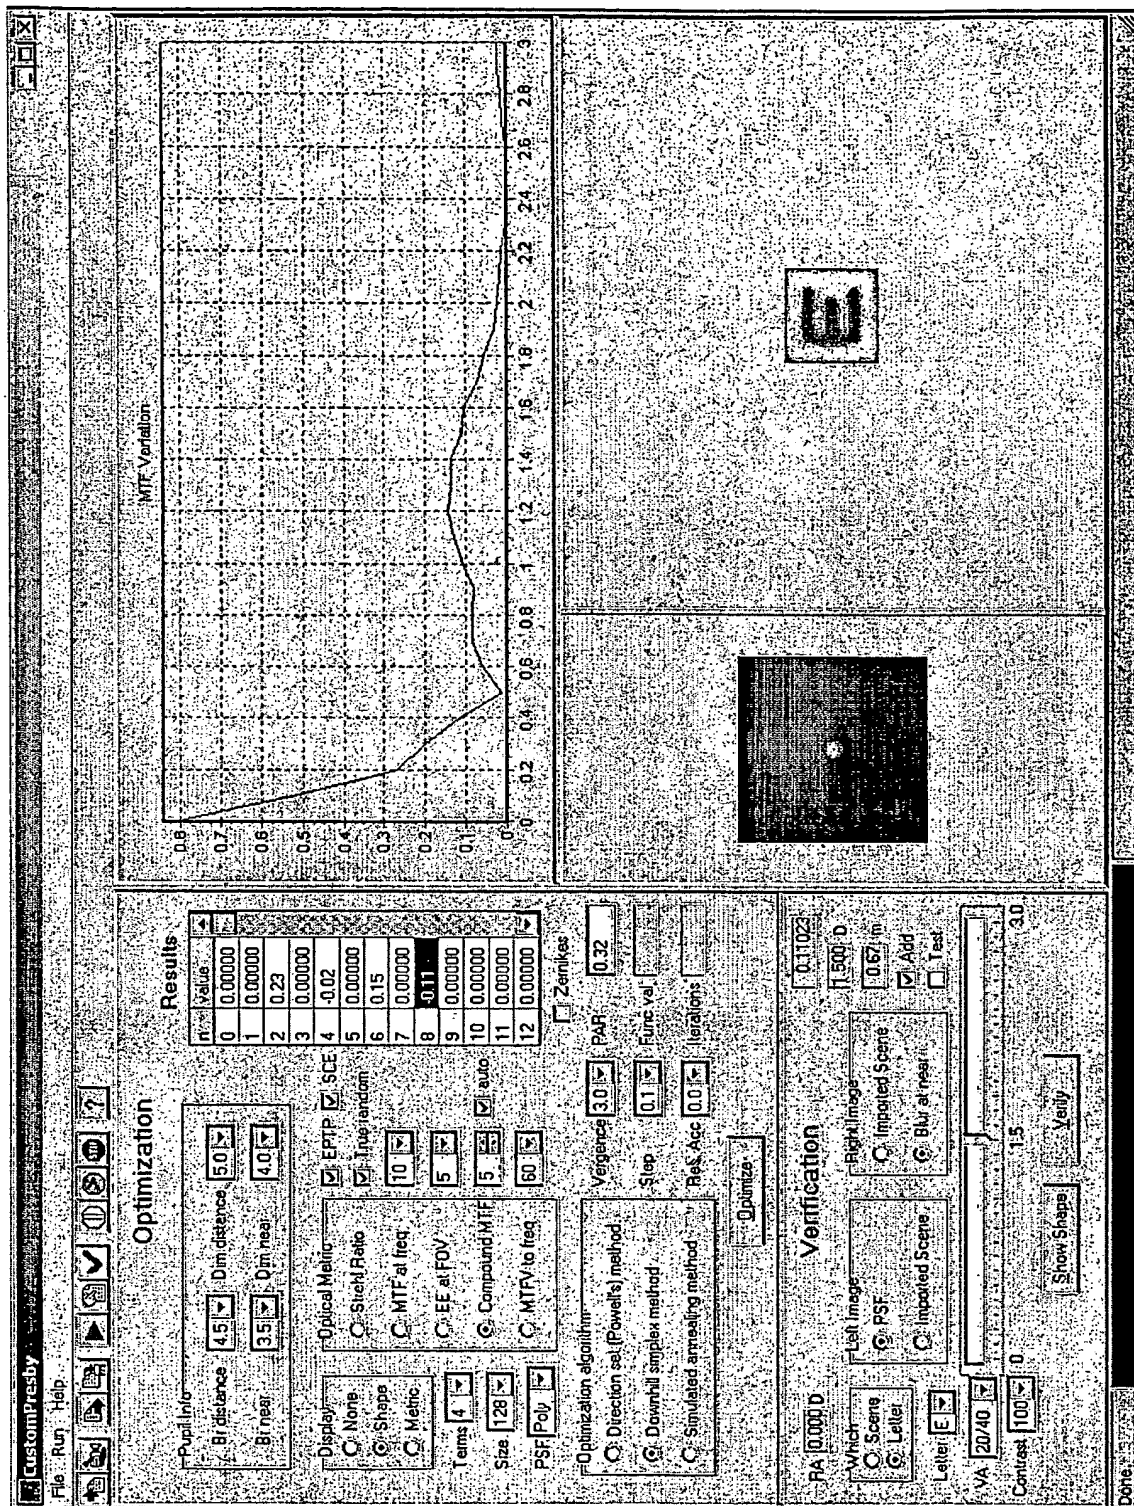 CustomPresby
File Run Help
Optimization
Pupil Info
Br distance 4.5 Dim distance 5.0
Br near 3.5 Dim near 4.0
Display
None
Shape
Metric
Terms 4
Size 128
PSF Poly
Optical Metric
Strehl Ratio
MTF at freq
EE at FOV
Compound MTF
MTFV to freq
EPTP SCE
True random
10
5
5 auto
60
Results
n value
0 0.00000
1 0.00000
2 0.23
3 0.00000
4 -0.02
5 0.00000
6 0.15
7 0.00000
8 -0.11
9 0.00000
10 0.00000
11 0.00000
12 0.00000
Zernikes
Optimization algorithm
Direction set (Powell's) method
Downhill simplex method
Simulated annealing method
Vergence 3.0 PAR 0.32
Step 0.1 Func val
Res. Acc. 0.0 Iterations
Optimize
Verification
RA 0.000 D
Which
Scene
Letter
Letter E
VA 20/40
Contrast 100
Left Image
PSF
Imported Scene
Right Image
Imported Scene
Blur at near
0.11023
1.500 D
0.67 m
Add
Test
0 1.5 3.0
Show Shape
Verify
MTF Variation
0.8
0.7
0.6
0.5
0.4
0.3
0.2
0.1
0
0 0.2 0.4 0.6 0.8 1 1.2 1.4 1.6 1.8 2 2.2 2.4 2.6 2.8 3
E
Done.